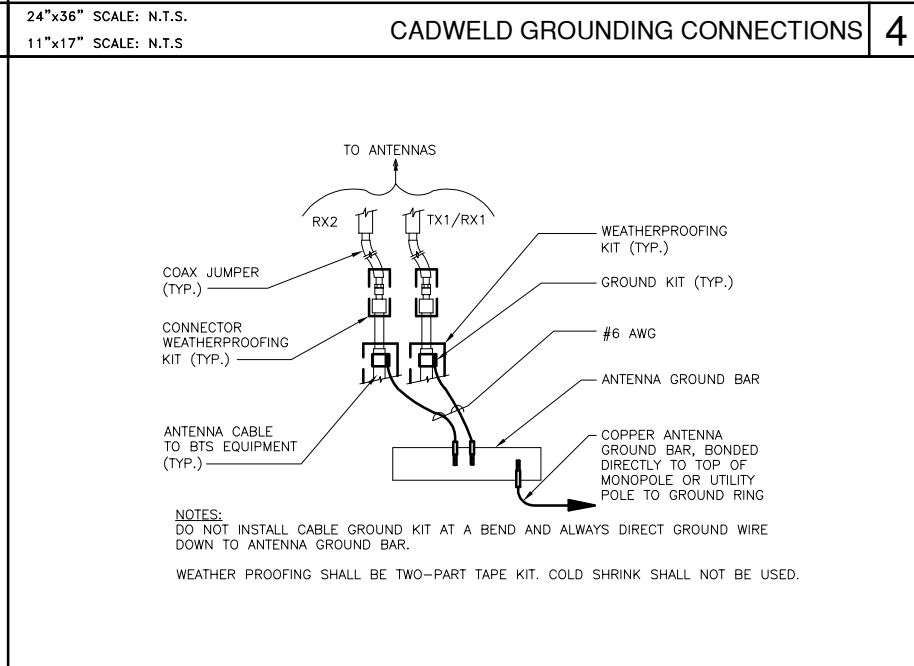 24"x36" SCALE: N.T.S.
11"x17" SCALE: N.T.S
CADWELD GROUNDING CONNECTIONS
4
TO ANTENNAS
RX2
TX1/RX1
WEATHERPROOFING
KIT (TYP.)
COAX JUMPER
(TYP.)
GROUND KIT (TYP.)
CONNECTOR
WEATHERPROOFING
KIT (TYP.)
#6 AWG
ANTENNA GROUND BAR
ANTENNA CABLE
TO BTS EQUIPMENT
(TYP.)
COPPER ANTENNA
GROUND BAR, BONDED
DIRECTLY TO TOP OF
MONOPOLE OR UTILITY
POLE TO GROUND RING
NOTES:
DO NOT INSTALL CABLE GROUND KIT AT A BEND AND ALWAYS DIRECT GROUND WIRE
DOWN TO ANTENNA GROUND BAR.
WEATHER PROOFING SHALL BE TWO-PART TAPE KIT. COLD SHRINK SHALL NOT BE USED.